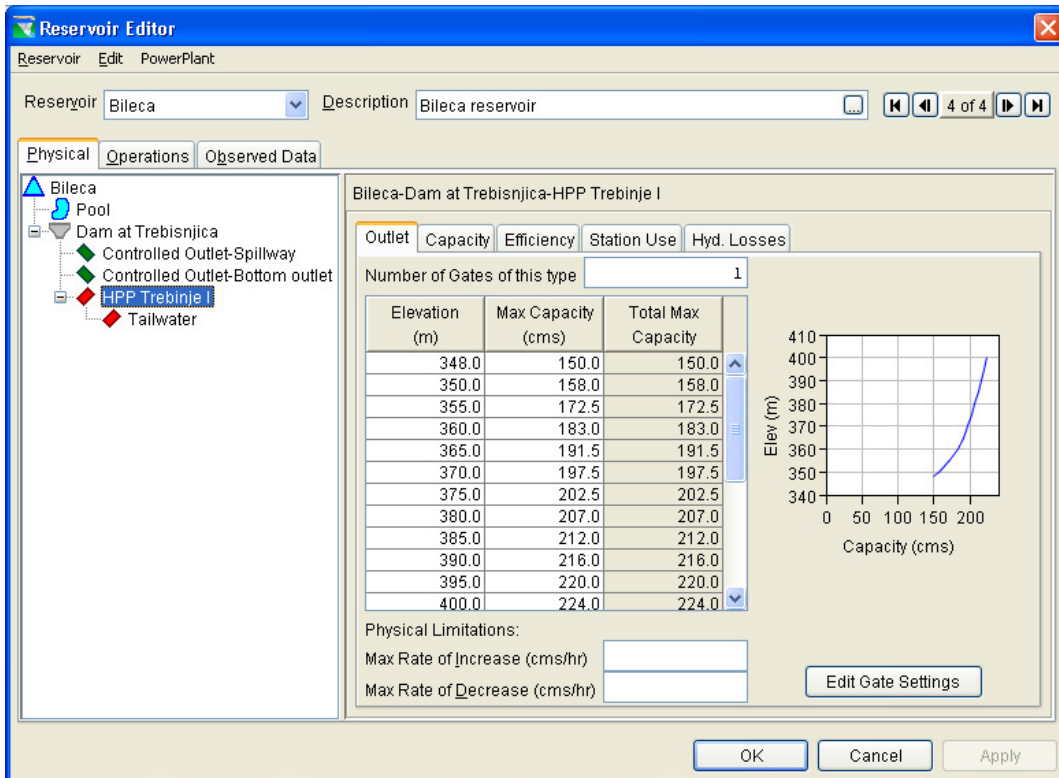 Reservoir Editor
Reservoir Edit PowerPlant
Reservoir Bileca Description Bileca reservoir ... 4 of 4
Physical Operations Observed Data
Bileca
Pool
Dam at Trebisnjica
Controlled Outlet-Spillway
Controlled Outlet-Bottom outlet
HPP Trebinje I
Tailwater
Bileca-Dam at Trebisnjica-HPP Trebinje I
Outlet Capacity Efficiency Station Use Hyd. Losses
Number of Gates of this type 1
Elevation Max Capacity Total Max
(m) (cms) Capacity
348.0 150.0 150.0
350.0 158.0 158.0
355.0 172.5 172.5
360.0 183.0 183.0
365.0 191.5 191.5
370.0 197.5 197.5
375.0 202.5 202.5
380.0 207.0 207.0
385.0 212.0 212.0
390.0 216.0 216.0
395.0 220.0 220.0
400.0 224.0 224.0
Elev (m)
410
400
390
380
370
360
350
340
0 50 100 150 200
Capacity (cms)
Physical Limitations:
Max Rate of Increase (cms/hr)
Max Rate of Decrease (cms/hr)
Edit Gate Settings
OK Cancel Apply